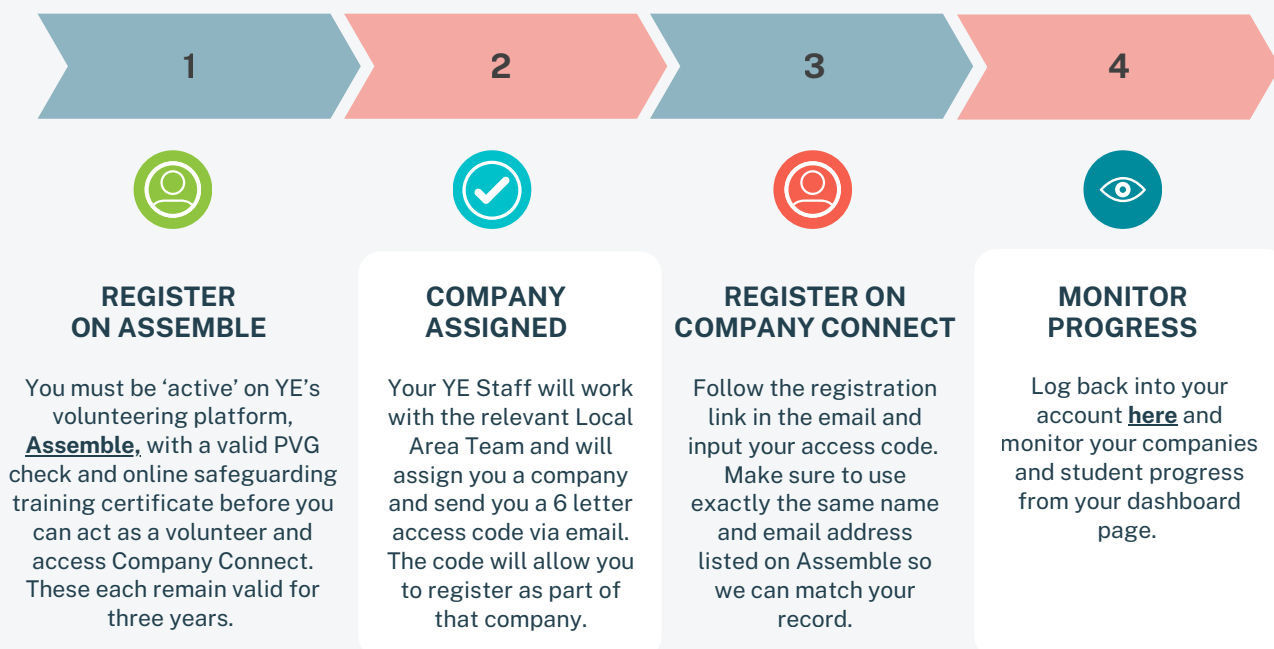 1
2
3
4
REGISTER
ON ASSEMBLE
You must be ‘active’ on YE’s
volunteering platform,
Assemble, with a valid PVG
check and online safeguarding
training certificate before you
can act as a volunteer and
access Company Connect.
These each remain valid for
three years.
COMPANY
ASSIGNED
Your YE Staff will work
with the relevant Local
Area Team and will
assign you a company
and send you a 6 letter
access code via email.
The code will allow you
to register as part of
that company.
REGISTER ON
COMPANY CONNECT
Follow the registration
link in the email and
input your access code.
Make sure to use
exactly the same name
and email address
listed on Assemble so
we can match your
record.
MONITOR
PROGRESS
Log back into your
account here and
monitor your companies
and student progress
from your dashboard
page.